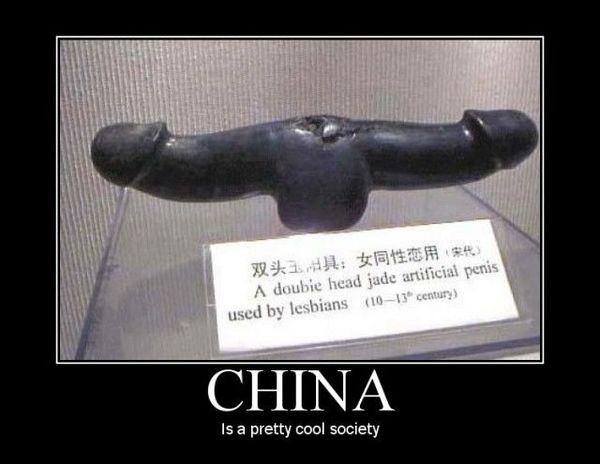 双头玉阳具：女同性恋用（宋代）
A doubie head jade artificial penis
used by lesbians (10—13th century)
CHINA
Is a pretty cool society